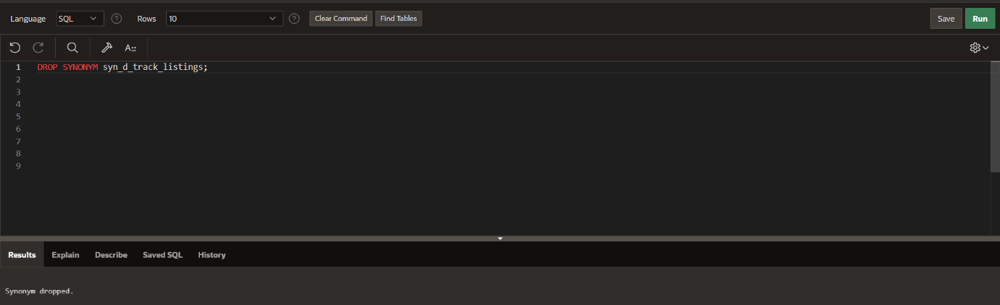 Language SQL ? Rows 10 ? Clear Command Find Tables Save Run
A::
1 DROP SYNONYM syn_d_track_listings;
2
3
4
5
6
7
8
9
Results Explain Describe Saved SQL History
Synonym dropped.